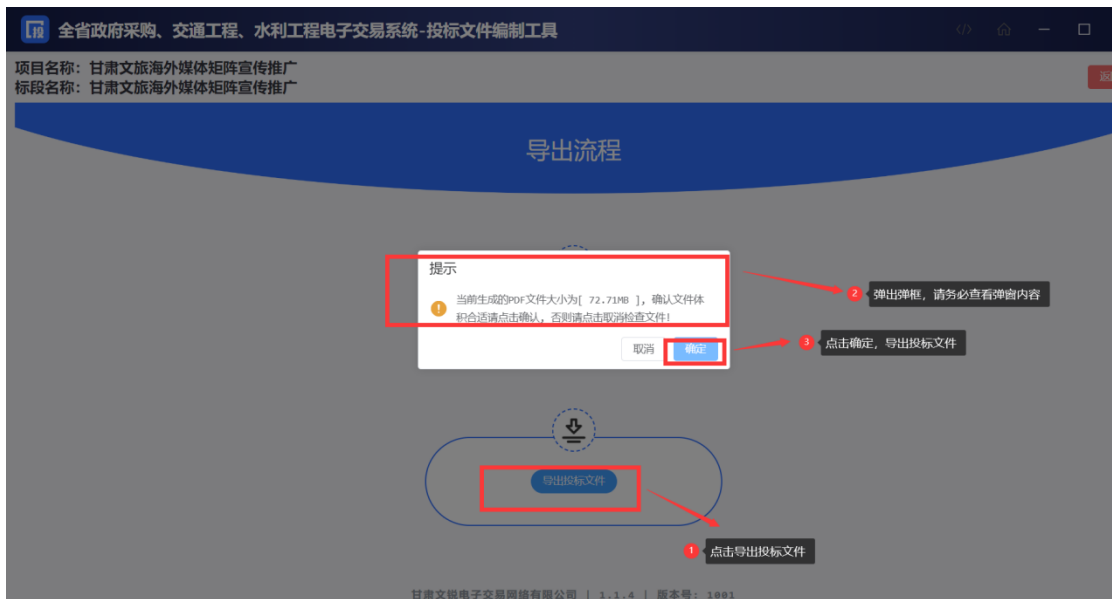 全省政府采购、交通工程、水利工程电子交易系统-投标文件编制工具
项目名称：甘肃文旅海外媒体矩阵宣传推广
标段名称：甘肃文旅海外媒体矩阵宣传推广
返
导出流程
提示
当前生成的PDF文件大小为[ 72.71MB ]，确认文件体
积合适请点击确认，否则请点击取消检查文件！
取消
确定
2 弹出弹框，请务必查看弹窗内容
3 点击确定，导出投标文件
导出投标文件
1 点击导出投标文件
甘肃文锐电子交易网络有限公司 | 1.1.4 | 版本号: 1001